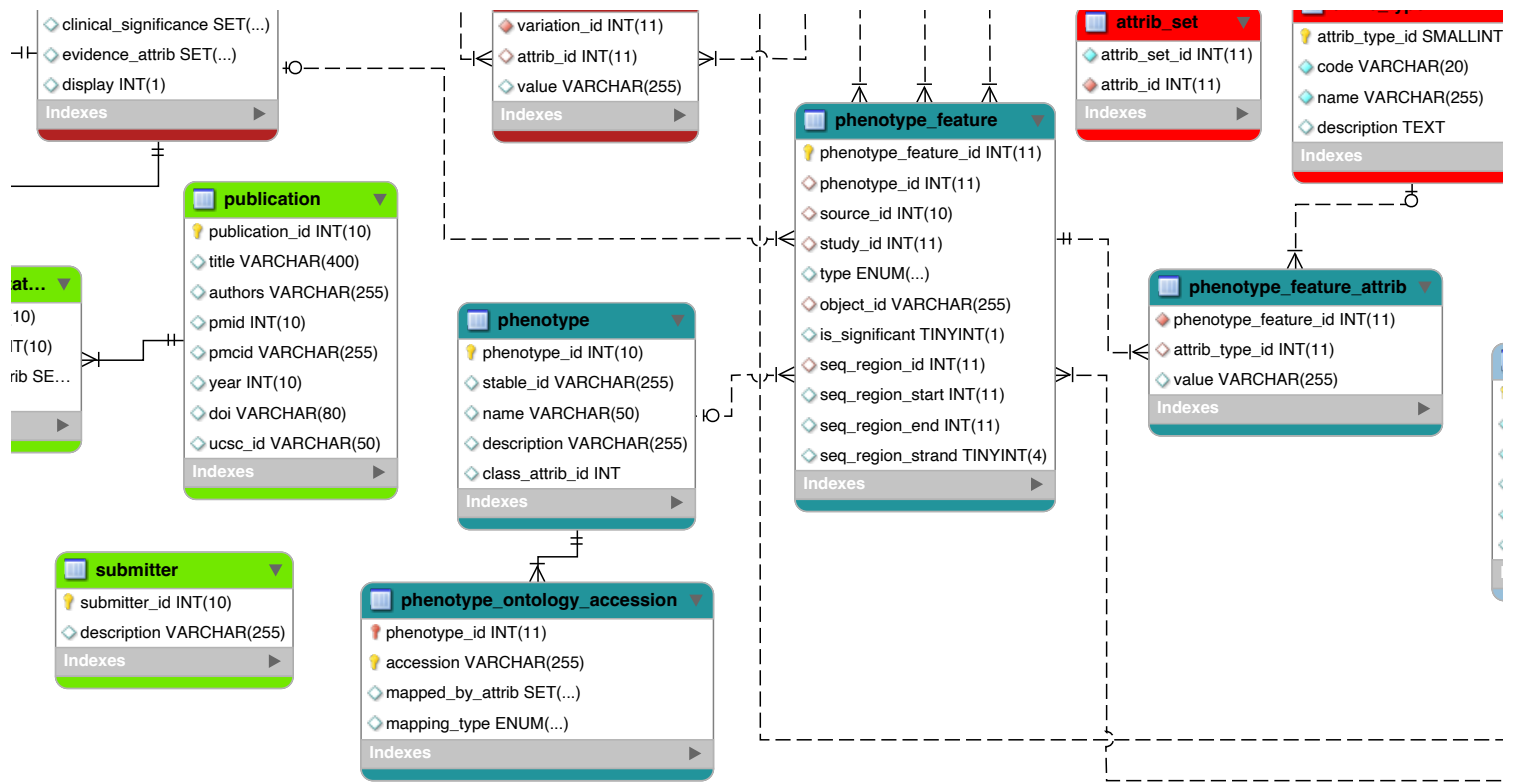 clinical_significance SET(...)
evidence_attrib SET(...)
display INT(1)
Indexes
variation_id INT(11)
attrib_id INT(11)
value VARCHAR(255)
Indexes
attrib_set
attrib_set_id INT(11)
attrib_id INT(11)
Indexes
attrib_type_id SMALLINT
code VARCHAR(20)
name VARCHAR(255)
description TEXT
Indexes
publication
publication_id INT(10)
title VARCHAR(400)
authors VARCHAR(255)
pmid INT(10)
pmcid VARCHAR(255)
year INT(10)
doi VARCHAR(80)
ucsc_id VARCHAR(50)
Indexes
tat...
10)
IT(10)
rib SE...
phenotype
phenotype_id INT(10)
stable_id VARCHAR(255)
name VARCHAR(50)
description VARCHAR(255)
class_attrib_id INT
Indexes
phenotype_feature
phenotype_feature_id INT(11)
phenotype_id INT(11)
source_id INT(10)
study_id INT(11)
type ENUM(...)
object_id VARCHAR(255)
is_significant TINYINT(1)
seq_region_id INT(11)
seq_region_start INT(11)
seq_region_end INT(11)
seq_region_strand TINYINT(4)
Indexes
phenotype_feature_attrib
phenotype_feature_id INT(11)
attrib_type_id INT(11)
value VARCHAR(255)
Indexes
submitter
submitter_id INT(10)
description VARCHAR(255)
Indexes
phenotype_ontology_accession
phenotype_id INT(11)
accession VARCHAR(255)
mapped_by_attrib SET(...)
mapping_type ENUM(...)
Indexes